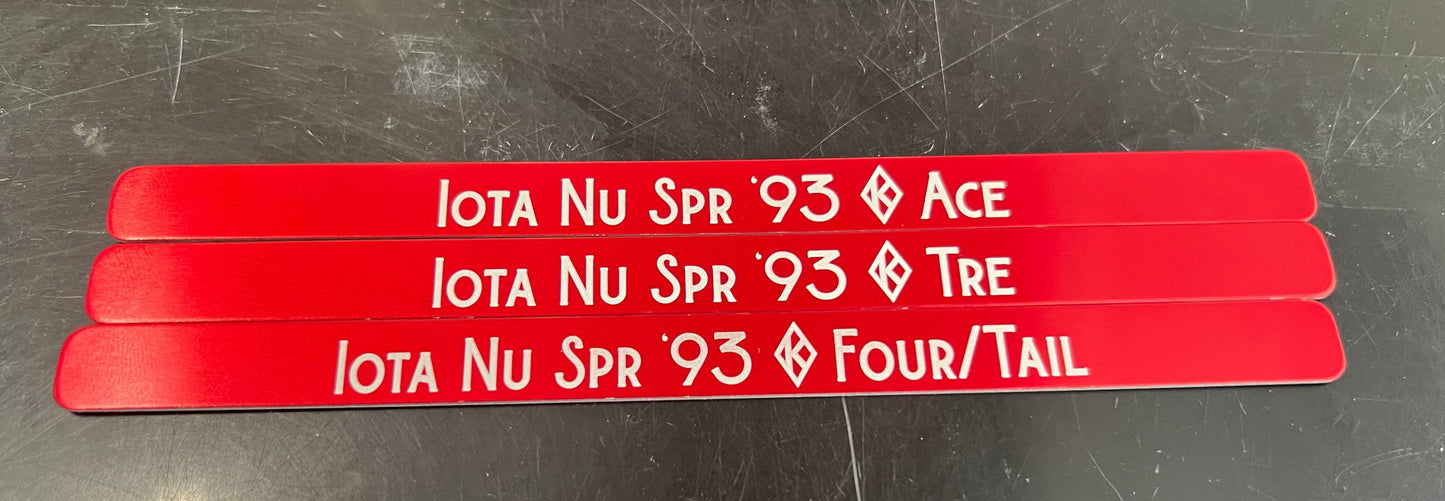 Iota Nu Spr '93 K Ace
Iota Nu Spr '93 K Tre
Iota Nu Spr '93 K Four/Tail